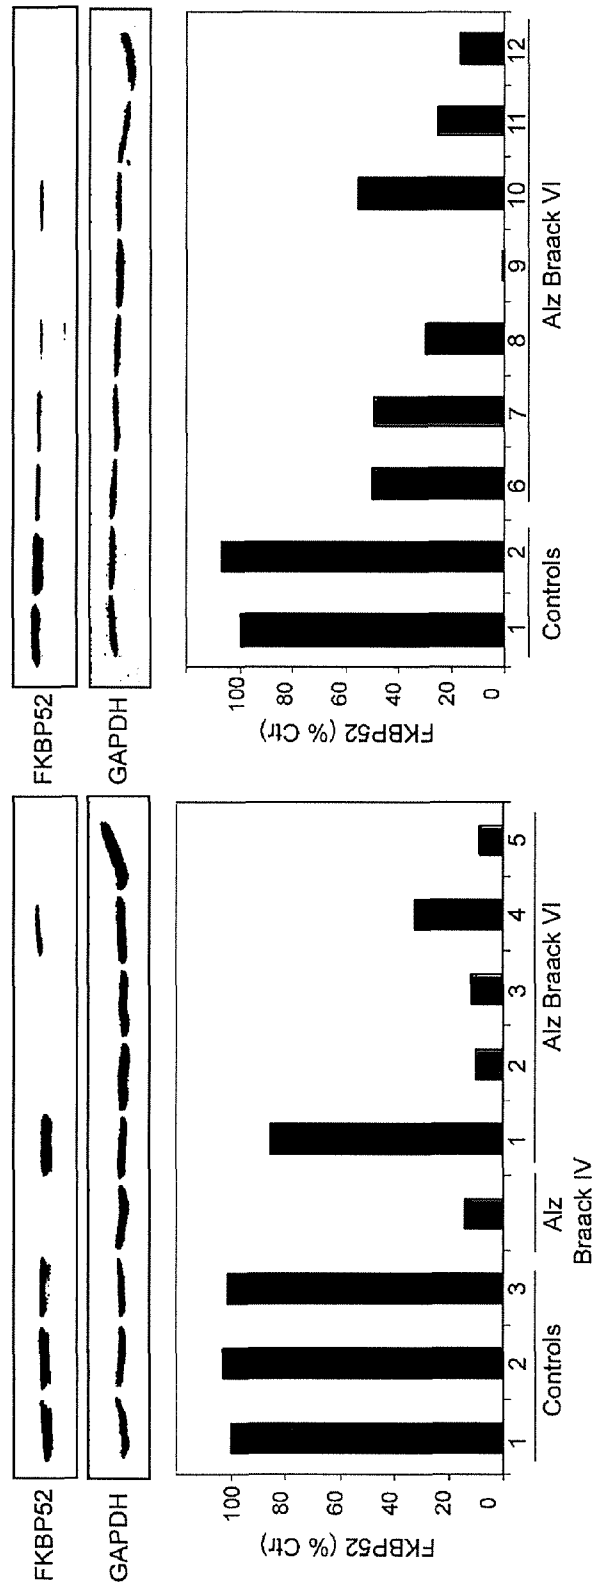 FKBP52
GAPDH
FKBP52 (% Ctr)
100
80
60
40
20
0
1 2 3 1 2 3 4 5
Controls Alz Alz Braack VI
Braack IV
FKBP52
GAPDH
FKBP52 (% Ctr)
100
80
60
40
20
0
1 2 6 7 8 9 10 11 12
Controls Alz Braack VI